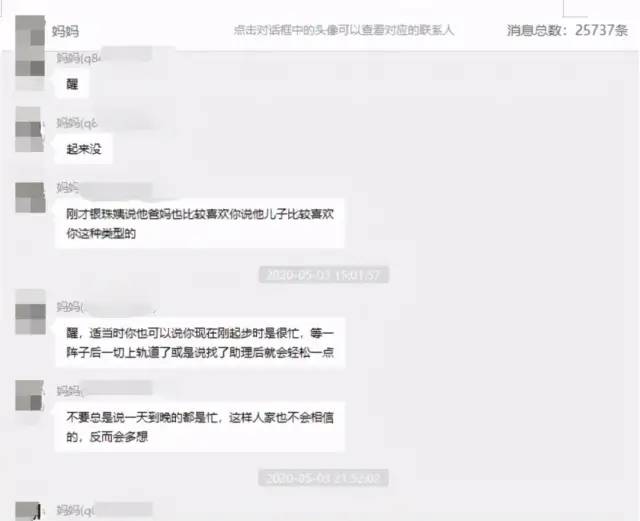 妈妈
点击对话框中的头像可以查看对应的联系人
消息总数：25737条
妈妈(q8
醒
妈妈(q6
起来没
妈妈
刚才银珠姨说他爸妈也比较喜欢你说他儿子比较喜欢
你这种类型的
2020-05-03 15:01:57
妈妈(
醒，适当时你也可以说你现在刚起步时是很忙，等一
阵子后一切上轨道了或是说找了助理后就会轻松一点
妈妈(q
不要总是说一天到晚的都是忙，这样人家也不会相信
的，反而会多想
2020-05-03 21:52:02
妈妈(q6